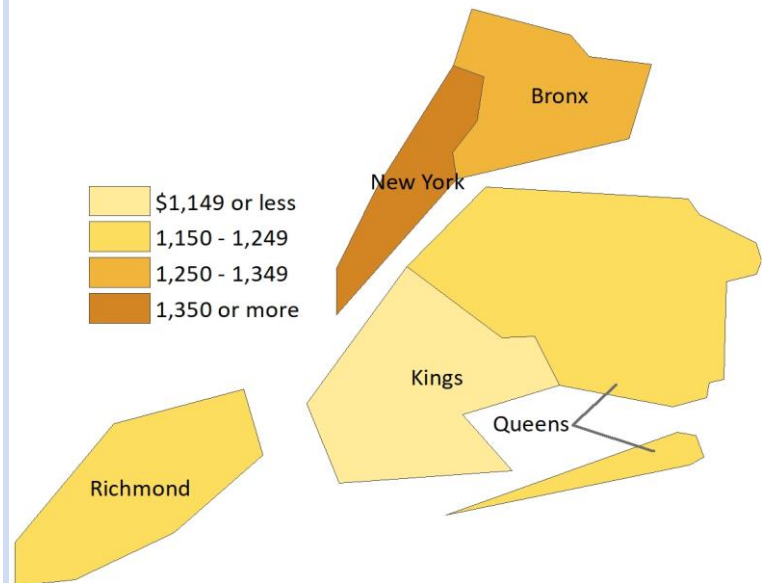 Bronx
New York
$1,149 or less
1,150 - 1,249
1,250 - 1,349
1,350 or more
Kings
Queens
Richmond